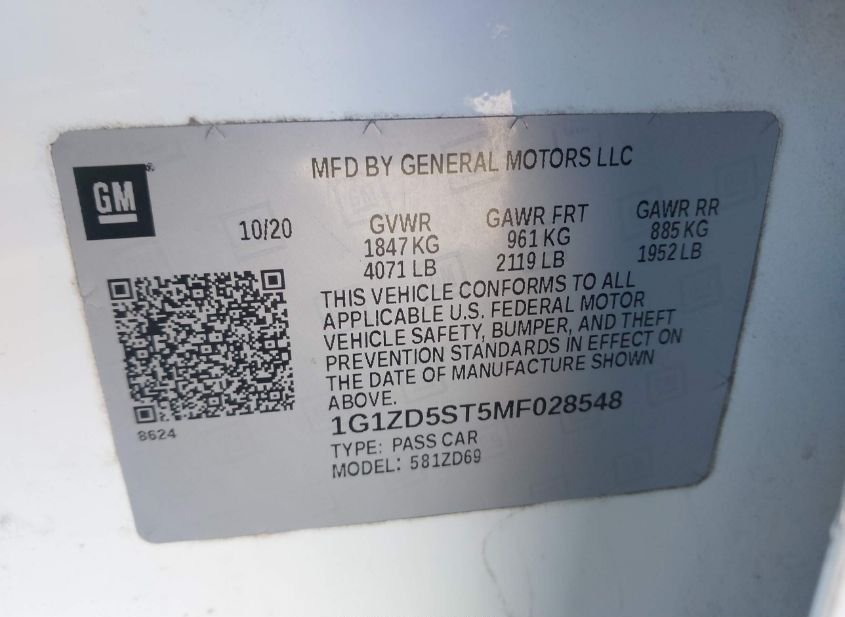 MFD BY GENERAL MOTORS LLC
GM
10/20
GVWR
1847 KG
4071 LB
GAWR FRT
961 KG
2119 LB
GAWR RR
885 KG
1952 LB
THIS VEHICLE CONFORMS TO ALL
APPLICABLE U.S. FEDERAL MOTOR
VEHICLE SAFETY, BUMPER, AND THEFT
PREVENTION STANDARDS IN EFFECT ON
THE DATE OF MANUFACTURE SHOWN
ABOVE.
8624
1G1ZD5ST5MF028548
TYPE: PASS CAR
MODEL: 581ZD69